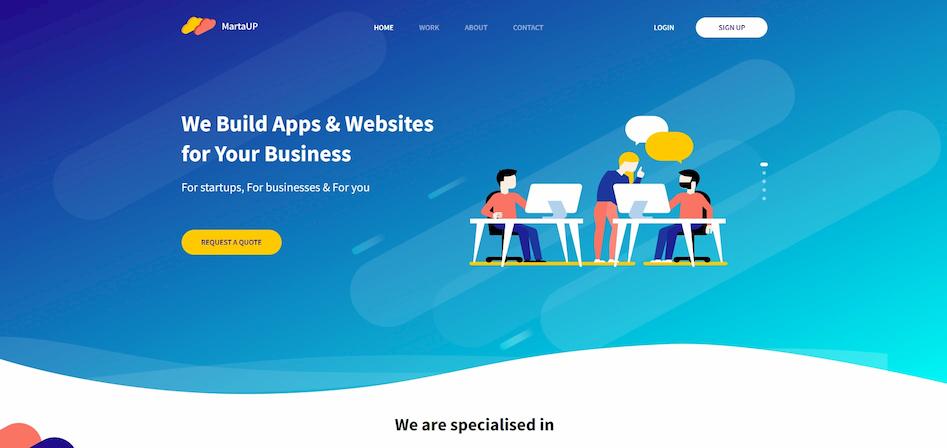 MartaUP
HOME
WORK
ABOUT
CONTACT
LOGIN
SIGN UP
We Build Apps & Websites
for Your Business
For startups, For businesses & For you
REQUEST A QUOTE
We are specialised in